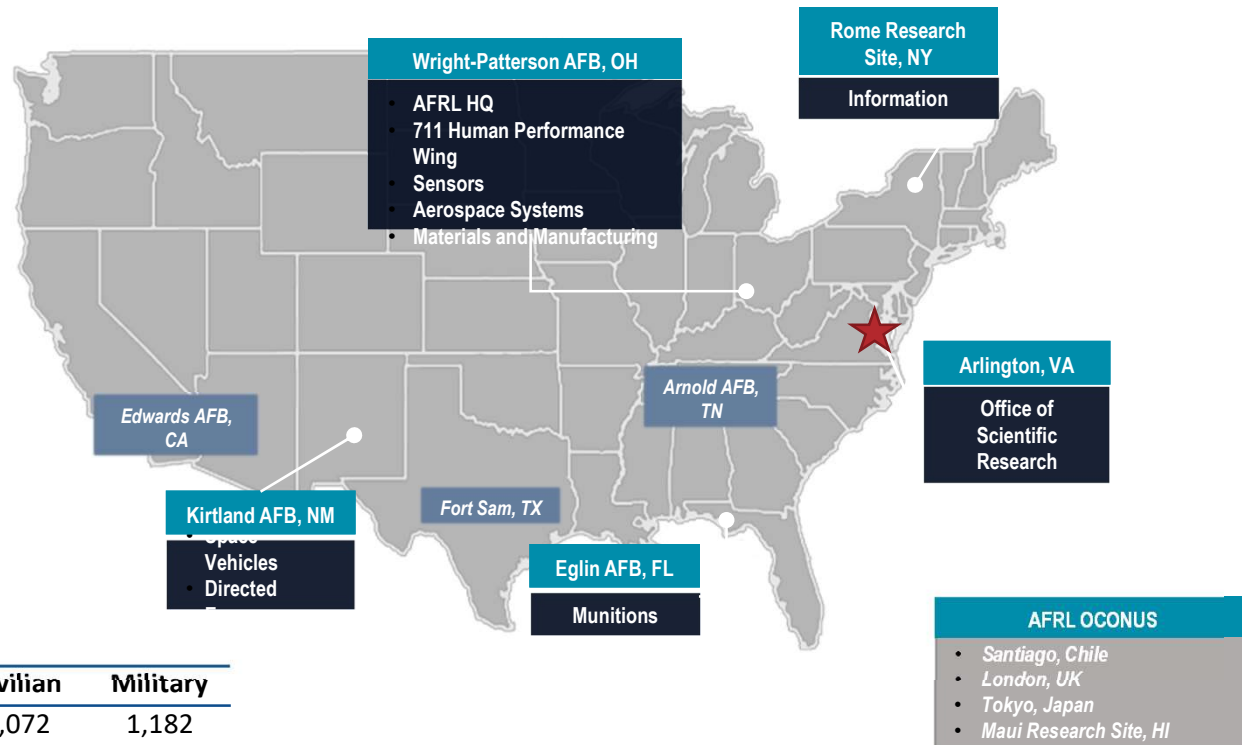 Rome Research
Site, NY
Information
Wright-Patterson AFB, OH
• AFRL HQ
• 711 Human Performance
Wing
• Sensors
• Aerospace Systems
• Materials and Manufacturing
Arlington, VA
Office of
Scientific
Research
Arnold AFB,
TN
Edwards AFB,
CA
Fort Sam, TX
Kirtland AFB, NM
• Space
Vehicles
• Directed
Eglin AFB, FL
Munitions
AFRL OCONUS
• Santiago, Chile
• London, UK
• Tokyo, Japan
• Maui Research Site, HI
vilian Military
,072 1,182